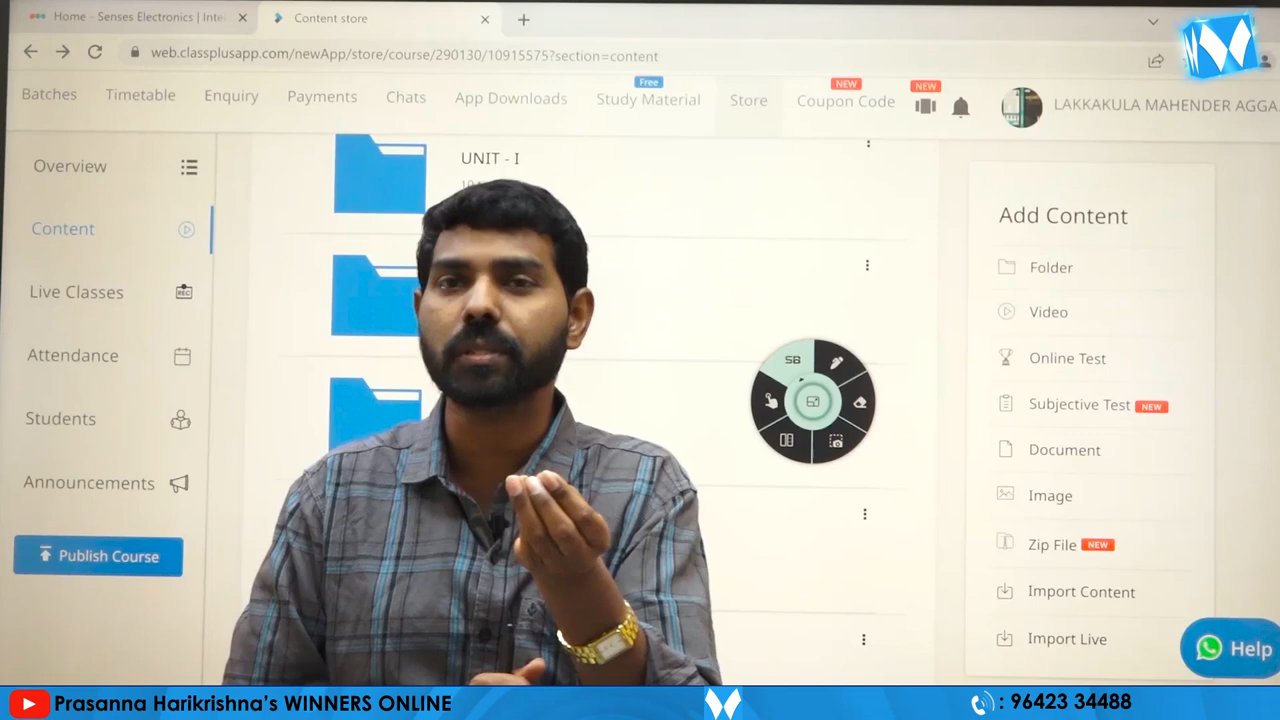 Home - Senses Electronics | Inte
Content store
web.classplusapp.com/newApp/store/course/290130/10915575?section=content
Batches
Timetable
Enquiry
Payments
Chats
App Downloads
Free
Study Material
Store
NEW
Coupon Code
NEW
LAKKAKULA MAHENDER AGGA
Overview
Content
Live Classes
REC
Attendance
Students
Announcements
Publish Course
UNIT - I
SB
Add Content
Folder
Video
Online Test
Subjective Test NEW
Document
Image
Zip File NEW
Import Content
Import Live
Help
Prasanna Harikrishna's WINNERS ONLINE
: 96423 34488